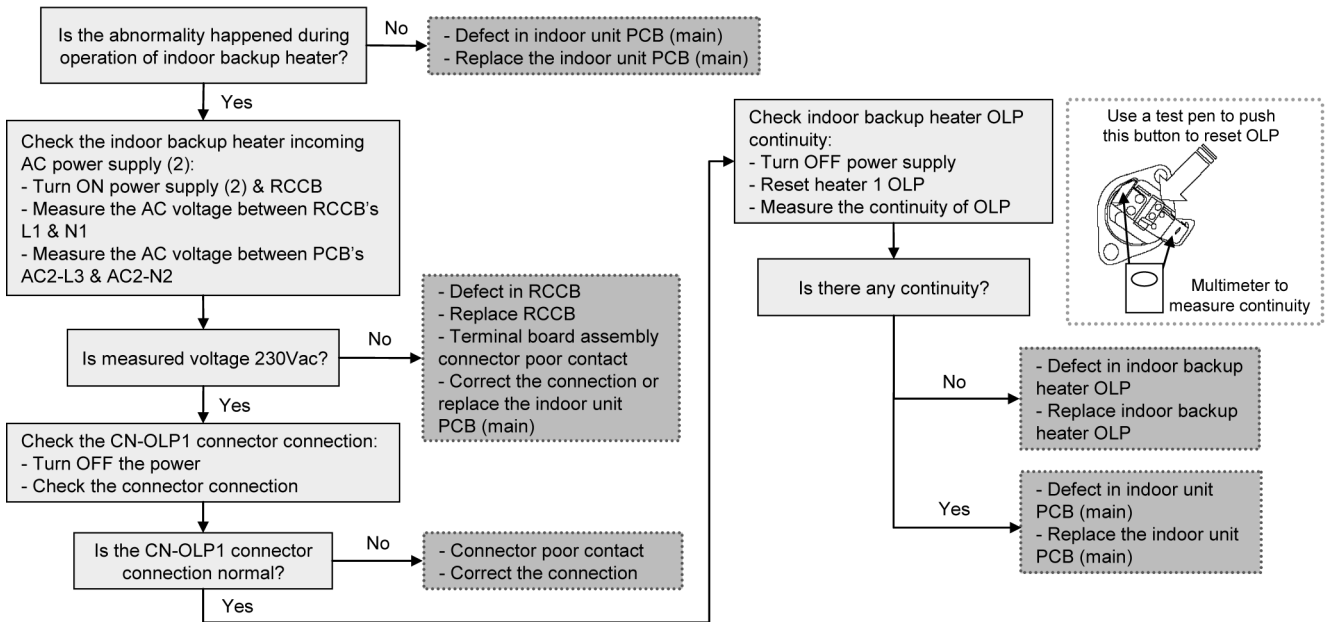 Is the abnormality happened during
operation of indoor backup heater?
No
- Defect in indoor unit PCB (main)
- Replace the indoor unit PCB (main)
Yes
Check the indoor backup heater incoming
AC power supply (2):
- Turn ON power supply (2) & RCCB
- Measure the AC voltage between RCCB's
L1 & N1
- Measure the AC voltage between PCB's
AC2-L3 & AC2-N2
Is measured voltage 230Vac?
No
- Defect in RCCB
- Replace RCCB
- Terminal board assembly
connector poor contact
- Correct the connection or
replace the indoor unit
PCB (main)
Yes
Check the CN-OLP1 connector connection:
- Turn OFF the power
- Check the connector connection
Is the CN-OLP1 connector
connection normal?
No
- Connector poor contact
- Correct the connection
Yes
Check indoor backup heater OLP
continuity:
- Turn OFF power supply
- Reset heater 1 OLP
- Measure the continuity of OLP
Use a test pen to push
this button to reset OLP
Multimeter to
measure continuity
Is there any continuity?
No
- Defect in indoor backup
heater OLP
- Replace indoor backup
heater OLP
Yes
- Defect in indoor unit
PCB (main)
- Replace the indoor unit
PCB (main)